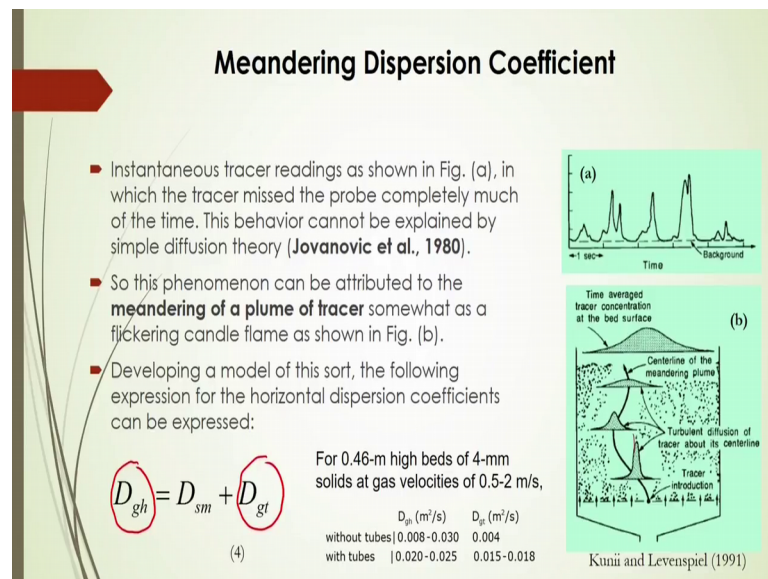 Meandering Dispersion Coefficient
Instantaneous tracer readings as shown in Fig. (a), in
which the tracer missed the probe completely much
of the time. This behavior cannot be explained by
simple diffusion theory (Jovanovic et al., 1980).
So this phenomenon can be attributed to the
meandering of a plume of tracer somewhat as a
flickering candle flame as shown in Fig. (b).
Developing a model of this sort, the following
expression for the horizontal dispersion coefficients
can be expressed:
D_gh = D_sm + D_gt
(4)
For 0.46-m high beds of 4-mm
solids at gas velocities of 0.5-2 m/s,
D_gh (m²/s) D_gt (m²/s)
without tubes| 0.008-0.030 0.004
with tubes | 0.020-0.025 0.015-0.018
(a)
1 sec
Background
Time
Time averaged
tracer concentration
at the bed surface
(b)
Centerline of the
meandering plume
Turbulent diffusion of
tracer about its centerline
Tracer
introduction
Kunii and Levenspiel (1991)